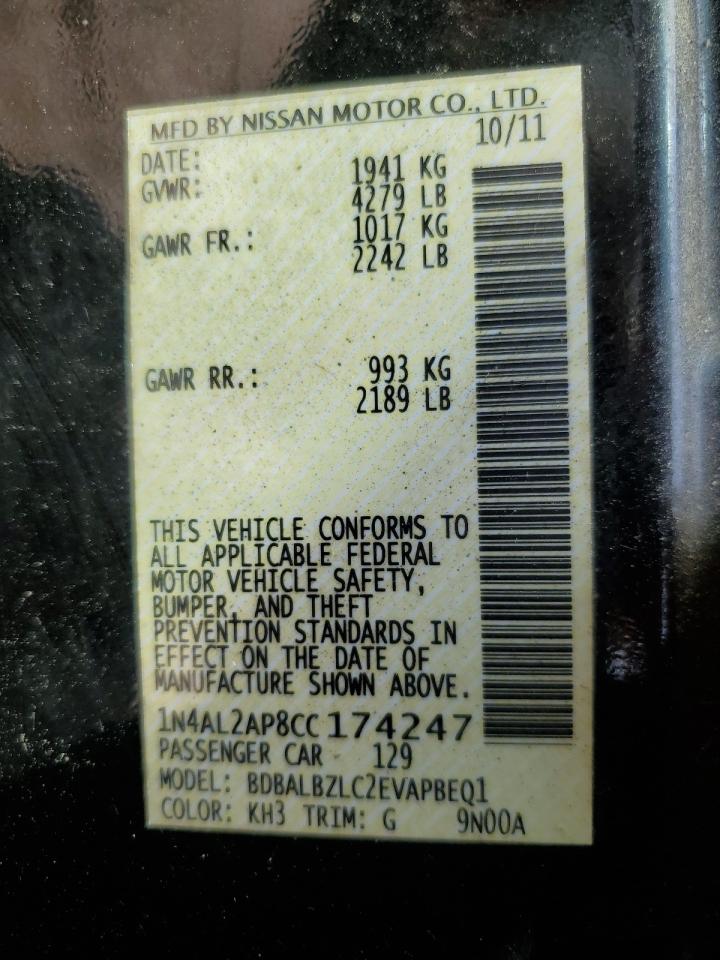 MFD BY NISSAN MOTOR CO., LTD.
DATE: 10/11
GVWR: 1941 KG
4279 LB
GAWR FR.: 1017 KG
2242 LB
GAWR RR.: 993 KG
2189 LB
THIS VEHICLE CONFORMS TO
ALL APPLICABLE FEDERAL
MOTOR VEHICLE SAFETY,
BUMPER, AND THEFT
PREVENTION STANDARDS IN
EFFECT ON THE DATE OF
MANUFACTURE SHOWN ABOVE.
1N4AL2AP8CC174247
PASSENGER CAR 129
MODEL: BDBALBZLC2EVAPBEQ1
COLOR: KH3 TRIM: G 9N00A